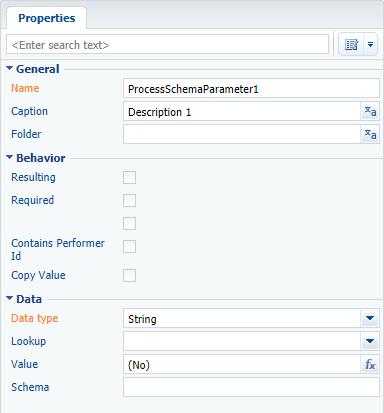 Properties
<Enter search text>
General
Name ProcessSchemaParameter1
Caption Description 1 ×a
Folder ×a
Behavior
Resulting
Required
Contains Performer
Id
Copy Value
Data
Data type String
Lookup
Value (No) fx
Schema